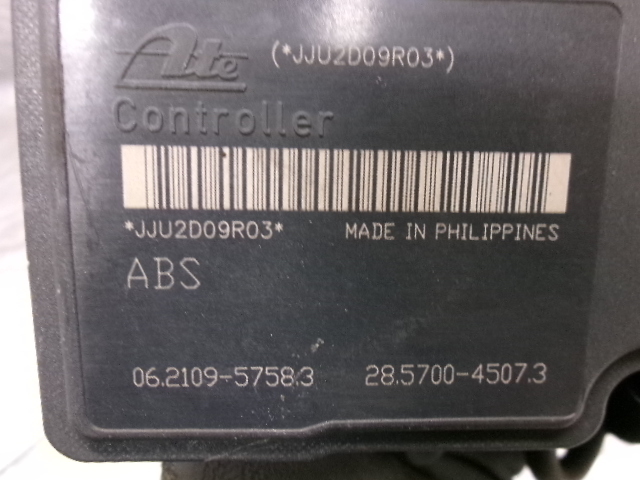 Ate (*JJU2D09R03*)
Controller
*JJU2D09R03* MADE IN PHILIPPINES
ABS
06.2109-5758.3 28.5700-4507.3